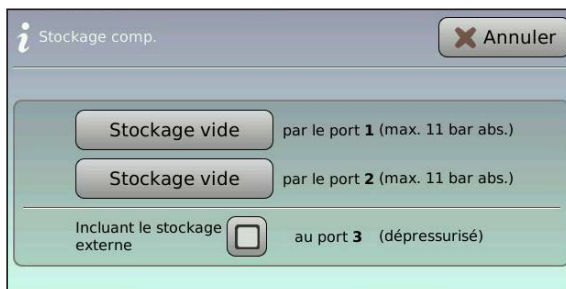 Stockage comp.
Annuler
Stockage vide par le port 1 (max. 11 bar abs.)
Stockage vide par le port 2 (max. 11 bar abs.)
Incluant le stockage
externe
au port 3 (dépressurisé)